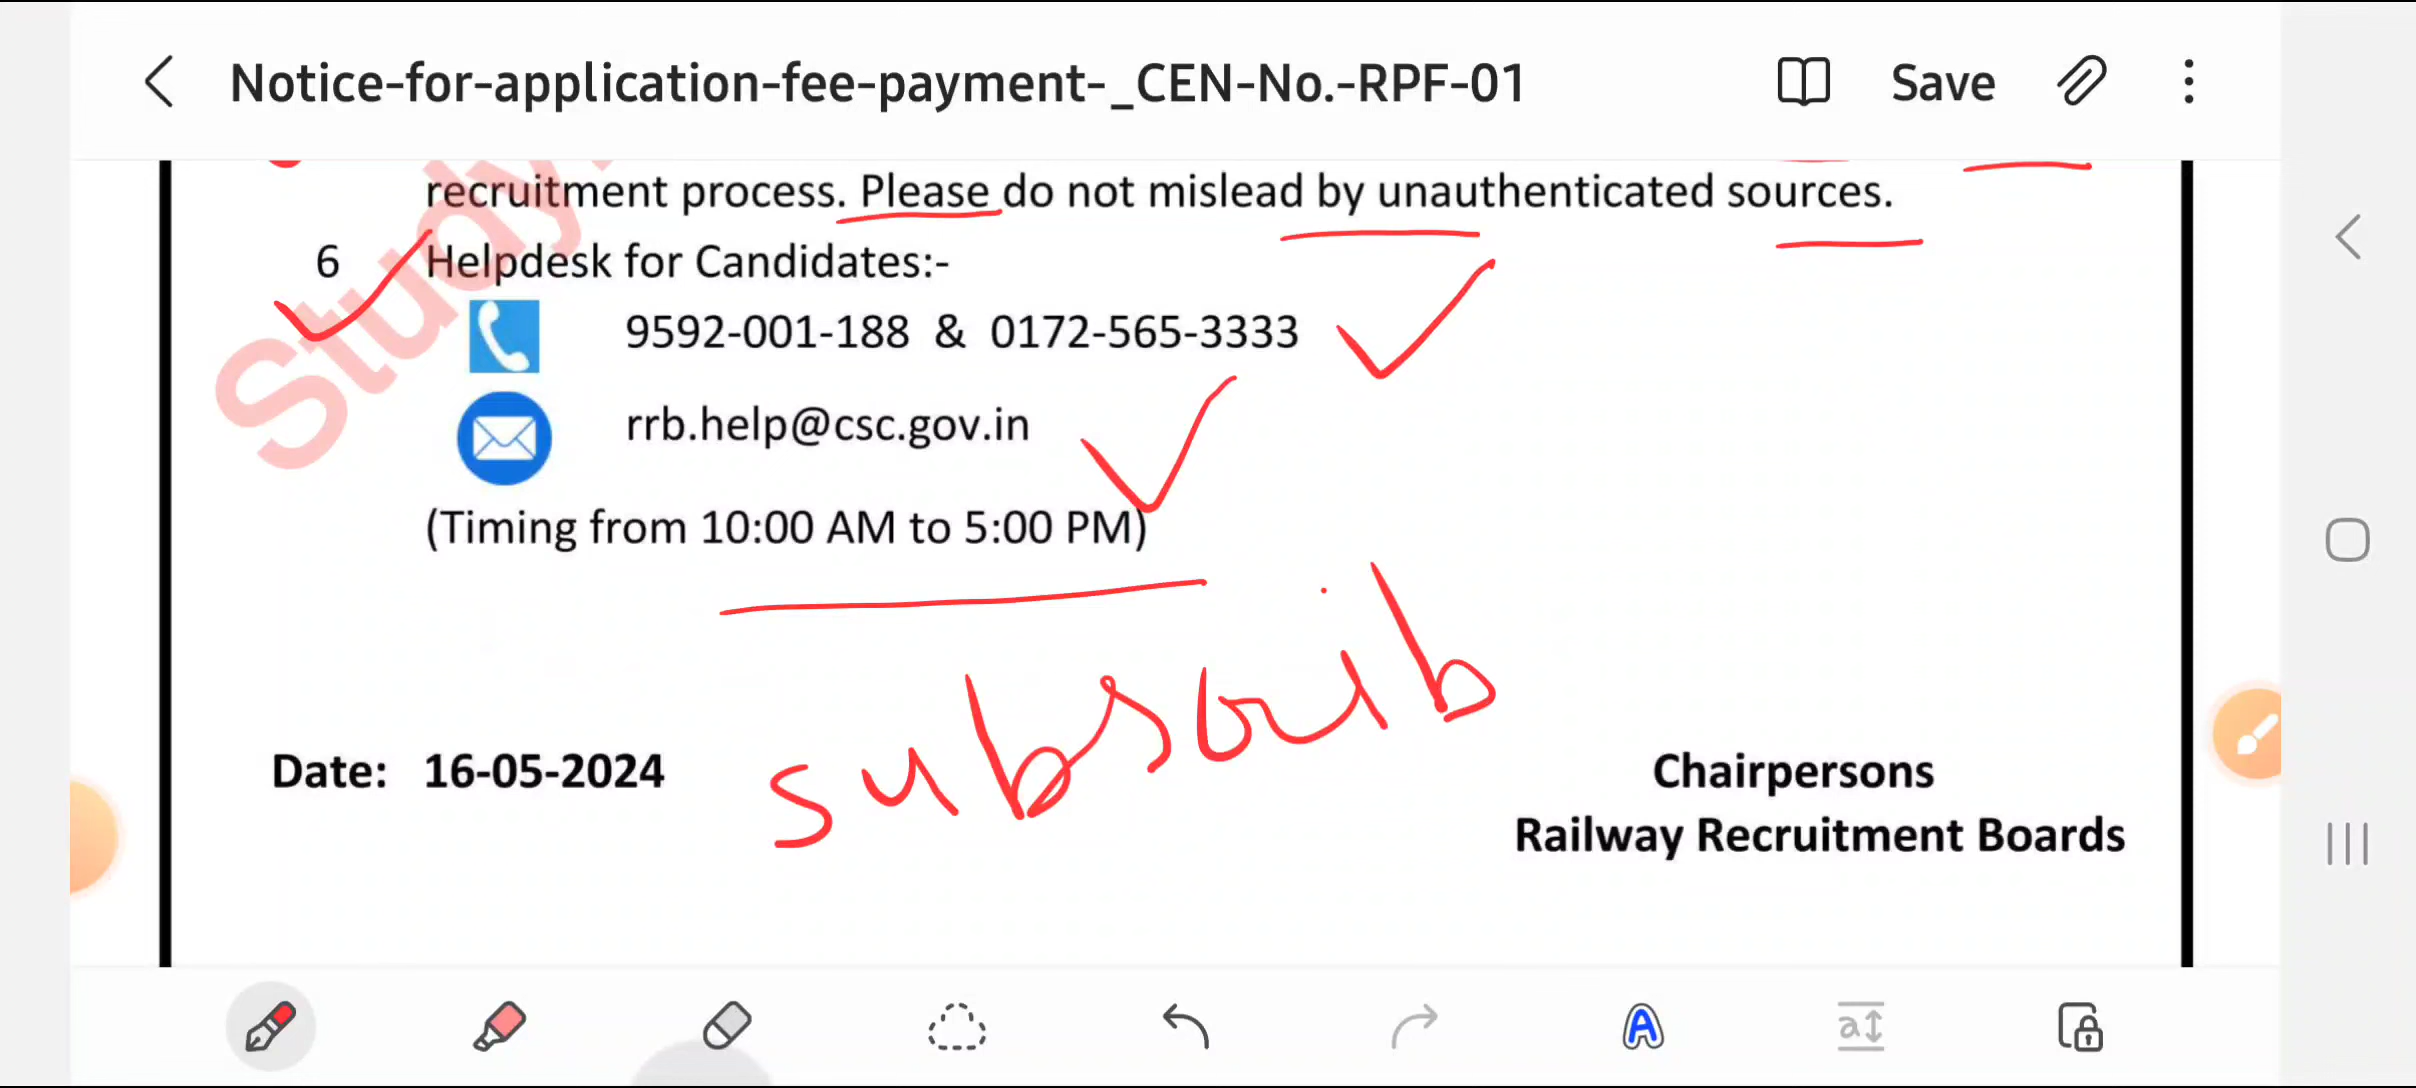 Notice-for-application-fee-payment-_CEN-No.-RPF-01
Save
recruitment process. Please do not mislead by unauthenticated sources.
6 Helpdesk for Candidates:-
9592-001-188 & 0172-565-3333
rrb.help@csc.gov.in
(Timing from 10:00 AM to 5:00 PM)
subscrib
Date: 16-05-2024
Chairpersons
Railway Recruitment Boards
Study